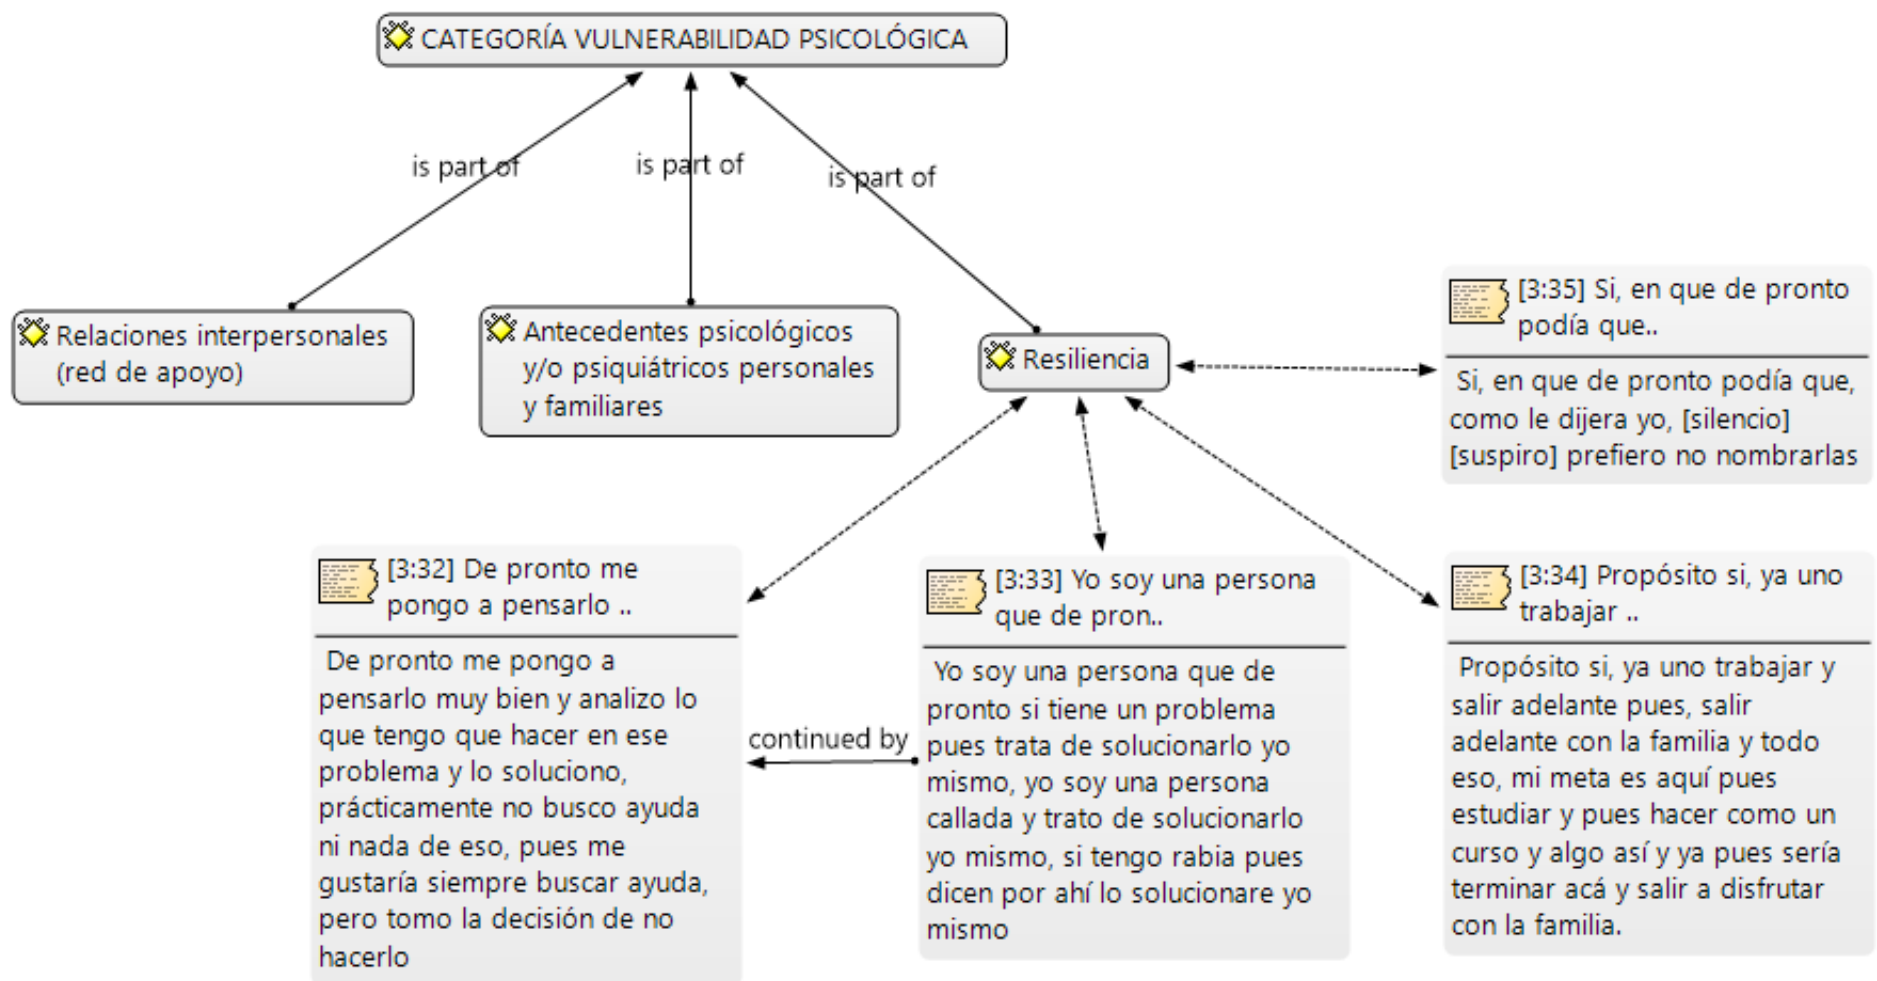 CATEGORÍA VULNERABILIDAD PSICOLÓGICA
is part of
is part of
is part of
Relaciones interpersonales
(red de apoyo)
Antecedentes psicológicos
y/o psiquiátricos personales
y familiares
Resiliencia
[3:35] Si, en que de pronto
podía que..
Si, en que de pronto podía que,
como le dijera yo, [silencio]
[suspiro] prefiero no nombrarlas
[3:32] De pronto me
pongo a pensarlo ..
De pronto me pongo a
pensarlo muy bien y analizo lo
que tengo que hacer en ese
problema y lo soluciono,
prácticamente no busco ayuda
ni nada de eso, pues me
gustaría siempre buscar ayuda,
pero tomo la decisión de no
hacerlo
continued by
[3:33] Yo soy una persona
que de pron..
Yo soy una persona que de
pronto si tiene un problema
pues trata de solucionarlo yo
mismo, yo soy una persona
callada y trato de solucionarlo
yo mismo, si tengo rabia pues
dicen por ahí lo solucionare yo
mismo
[3:34] Propósito si, ya uno
trabajar ..
Propósito si, ya uno trabajar y
salir adelante pues, salir
adelante con la familia y todo
eso, mi meta es aquí pues
estudiar y pues hacer como un
curso y algo así y ya pues sería
terminar acá y salir a disfrutar
con la familia.